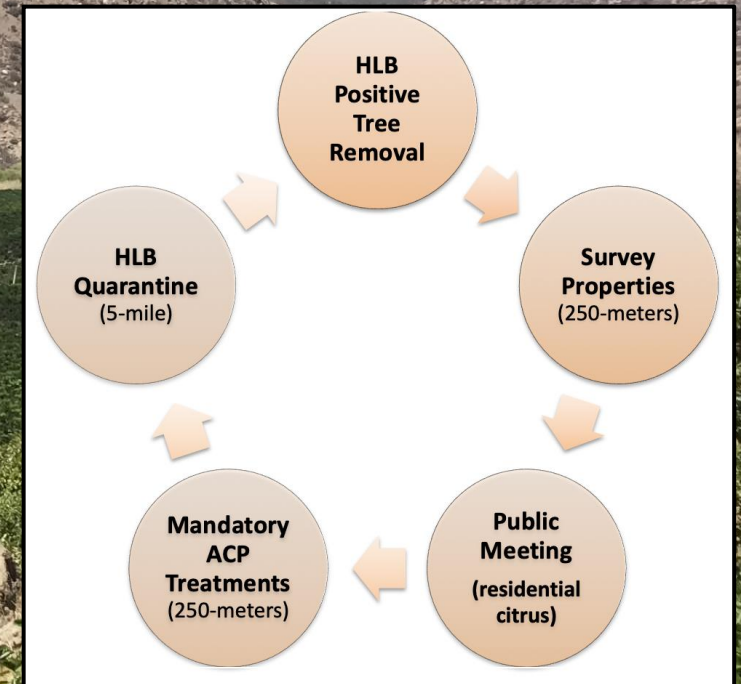 HLB
Positive
Tree
Removal
Survey
Properties
(250-meters)
Public
Meeting
(residential
citrus)
Mandatory
ACP
Treatments
(250-meters)
HLB
Quarantine
(5-mile)